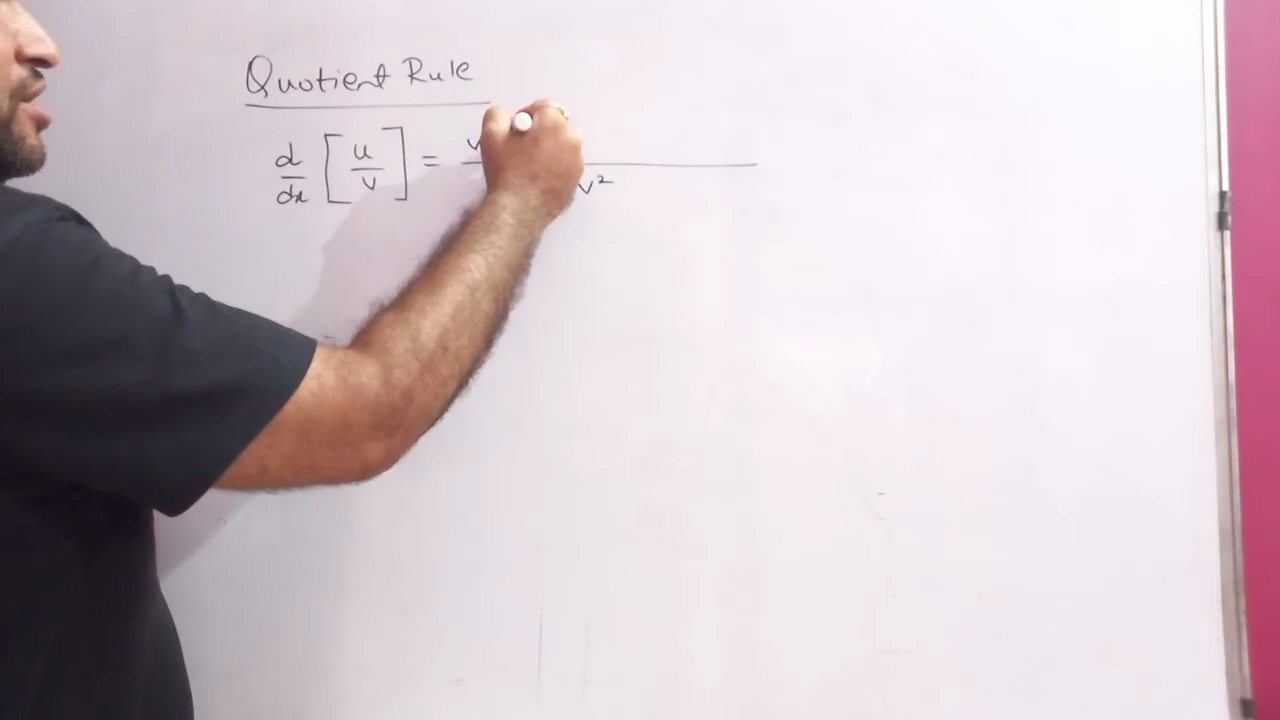 Quotient Rule
d/dx [u/v] = v / v²